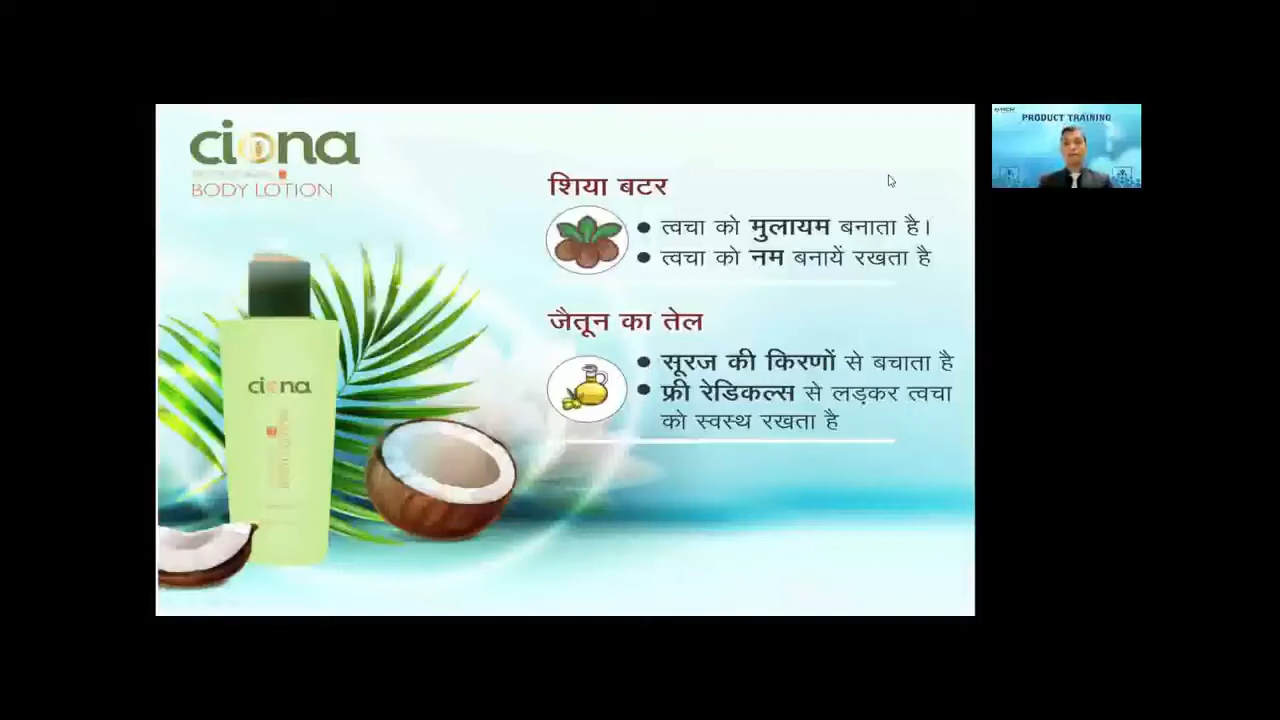 ciona
BODY LOTION
शिया बटर
त्वचा को मुलायम बनाता है।
त्वचा को नम बनायें रखता है
जैतून का तेल
सूरज की किरणों से बचाता है
फ्री रेडिकल्स से लड़कर त्वचा
को स्वस्थ रखता है
ciona
PRODUCT TRAINING